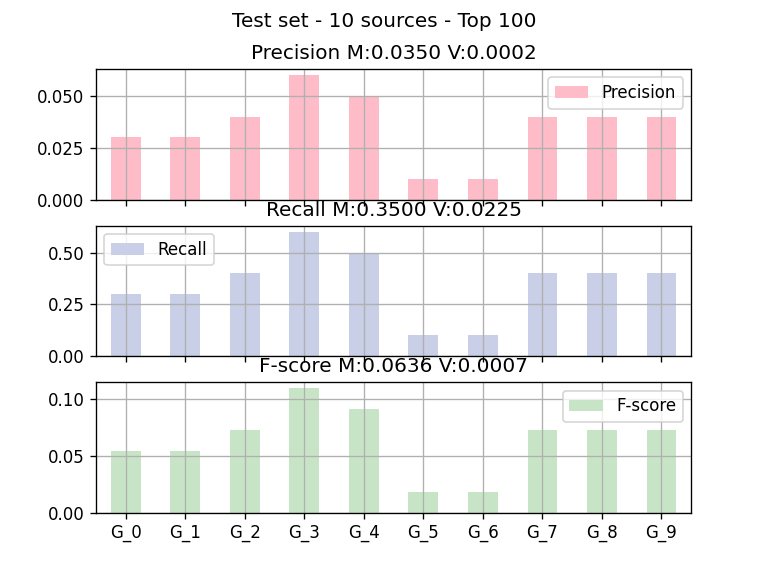 Test set - 10 sources - Top 100
Precision M:0.0350 V:0.0002
0.050
0.025
0.000
Precision
Recall M:0.3500 V:0.0225
0.50
0.25
0.00
Recall
F-score M:0.0636 V:0.0007
0.10
0.05
0.00
F-score
G_0 G_1 G_2 G_3 G_4 G_5 G_6 G_7 G_8 G_9